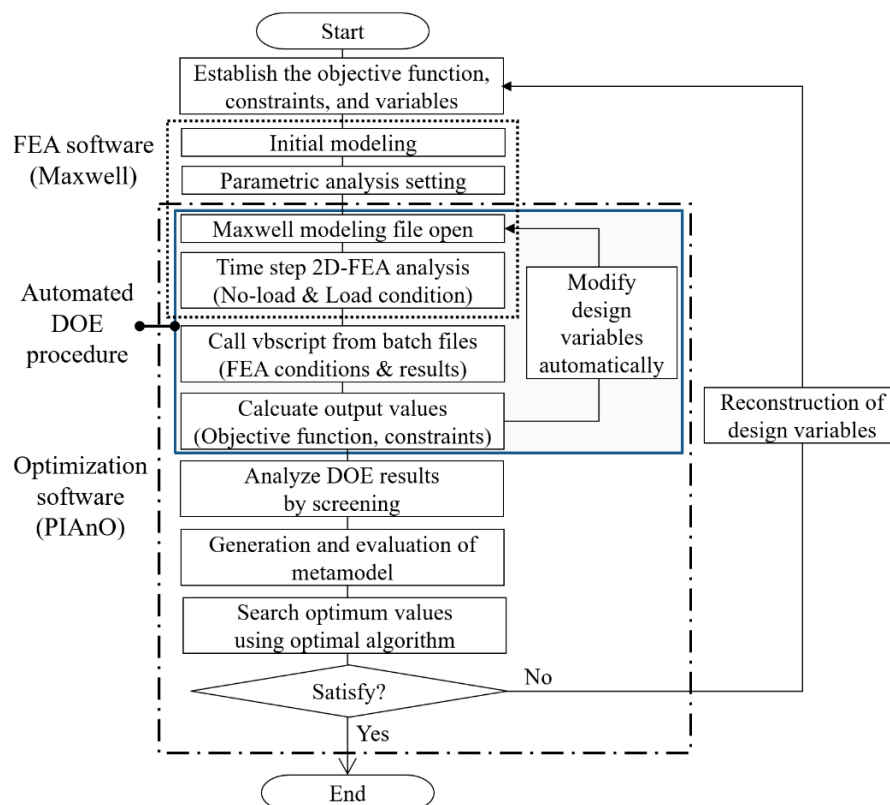 Start
Establish the objective function,
constraints, and variables
FEA software
(Maxwell)
Initial modeling
Parametric analysis setting
Maxwell modeling file open
Time step 2D-FEA analysis
(No-load & Load condition)
Modify
design
variables
automatically
Automated
DOE
procedure
Call vbscript from batch files
(FEA conditions & results)
Calcuate output values
(Objective function, constraints)
Reconstruction of
design variables
Optimization
software
(PIAnO)
Analyze DOE results
by screening
Generation and evaluation of
metamodel
Search optimum values
using optimal algorithm
Satisfy?
No
Yes
End